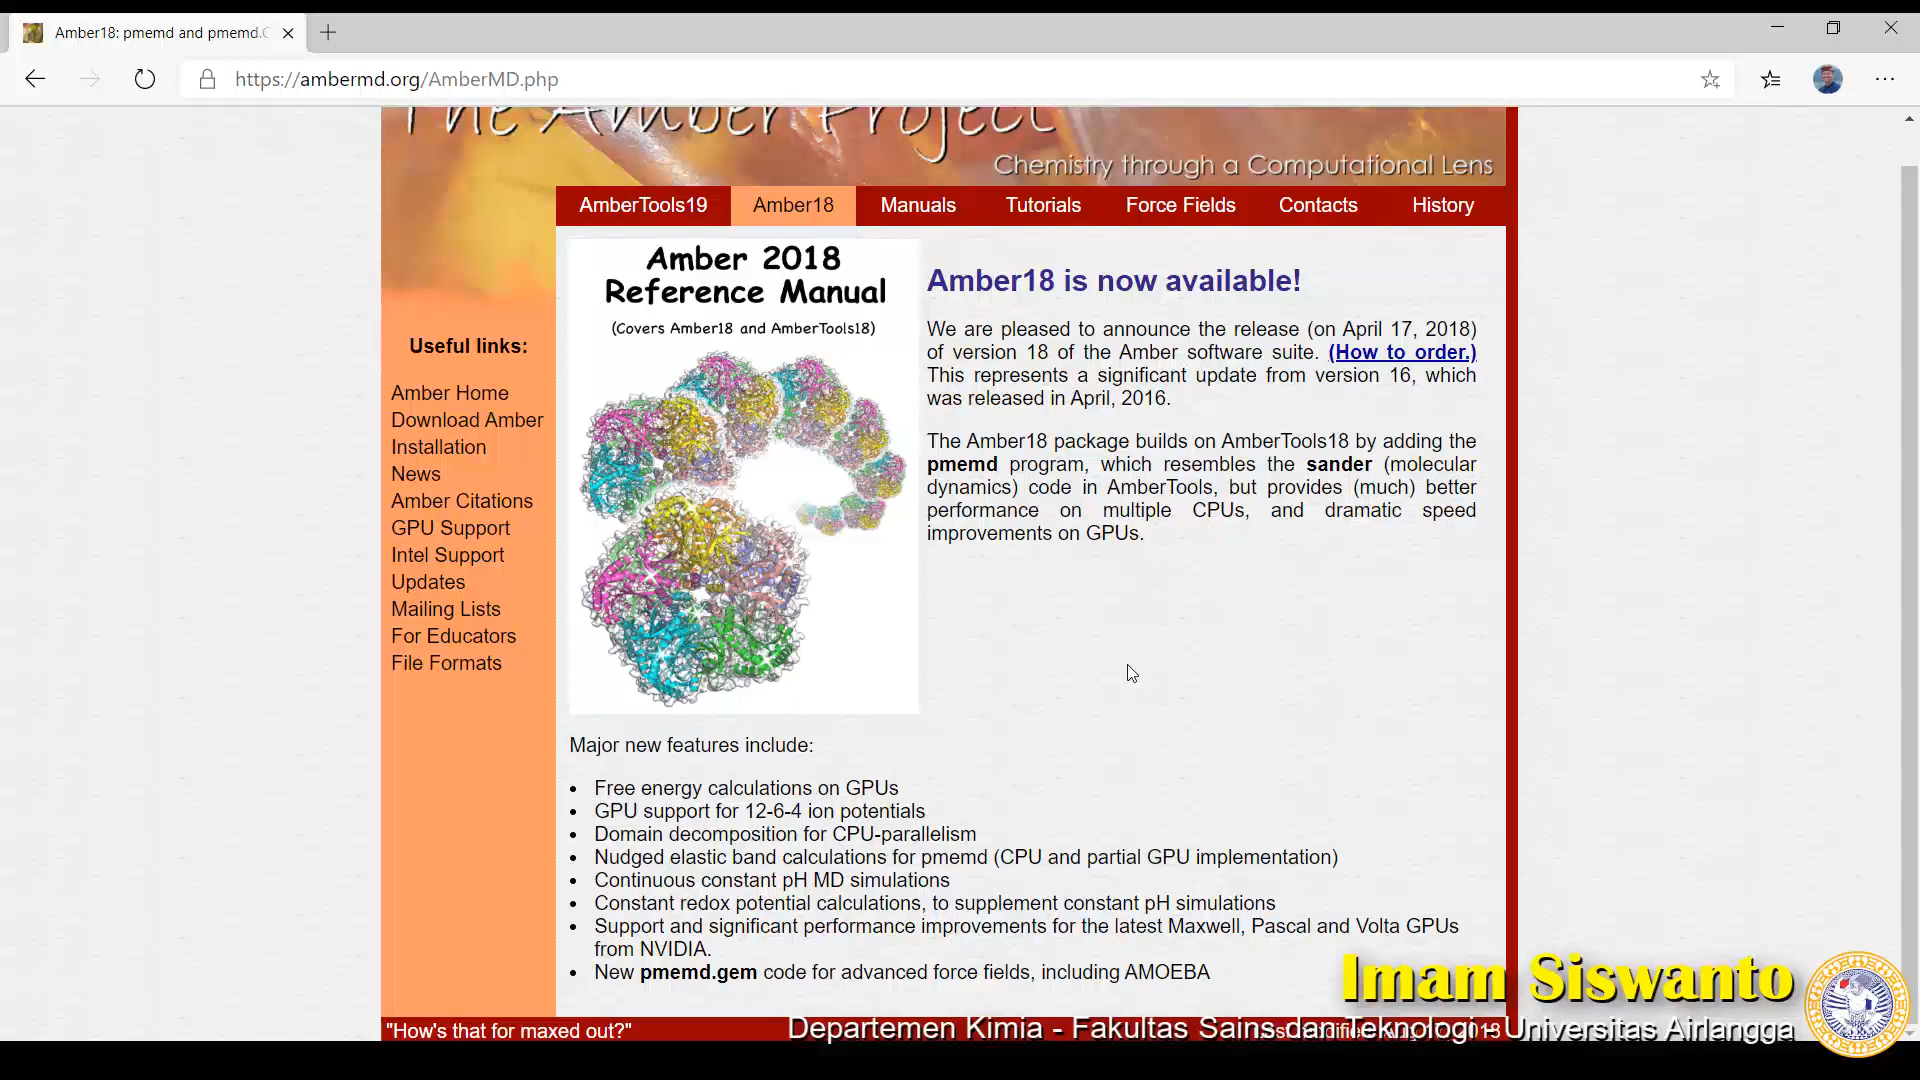 Amber18: pmemd and pmemd.C
https://ambermd.org/AmberMD.php
The Amber Project
Chemistry through a Computational Lens
AmberTools19 Amber18 Manuals Tutorials Force Fields Contacts History
Useful links:
Amber Home
Download Amber
Installation
News
Amber Citations
GPU Support
Intel Support
Updates
Mailing Lists
For Educators
File Formats
Amber 2018
Reference Manual
(Covers Amber18 and AmberTools18)
Amber18 is now available!
We are pleased to announce the release (on April 17, 2018)
of version 18 of the Amber software suite. (How to order.)
This represents a significant update from version 16, which
was released in April, 2016.
The Amber18 package builds on AmberTools18 by adding the
pmemd program, which resembles the sander (molecular
dynamics) code in AmberTools, but provides (much) better
performance on multiple CPUs, and dramatic speed
improvements on GPUs.
Major new features include:
• Free energy calculations on GPUs
• GPU support for 12-6-4 ion potentials
• Domain decomposition for CPU-parallelism
• Nudged elastic band calculations for pmemd (CPU and partial GPU implementation)
• Continuous constant pH MD simulations
• Constant redox potential calculations, to supplement constant pH simulations
• Support and significant performance improvements for the latest Maxwell, Pascal and Volta GPUs
from NVIDIA.
• New pmemd.gem code for advanced force fields, including AMOEBA
"How's that for maxed out?"
Imam Siswanto
Departemen Kimia - Fakultas Sains dan Teknologi - Universitas Airlangga